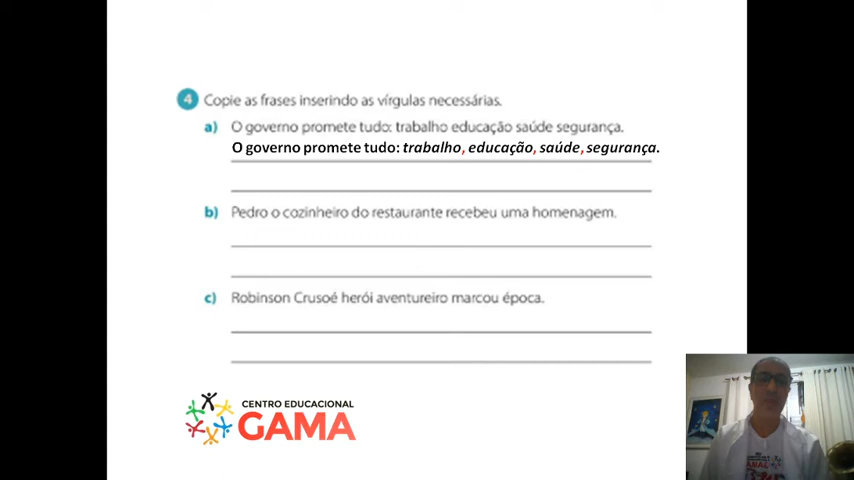 4 Copie as frases inserindo as vírgulas necessárias.
a) O governo promete tudo: trabalho educação saúde segurança.
O governo promete tudo: trabalho, educação, saúde, segurança.
b) Pedro o cozinheiro do restaurante recebeu uma homenagem.
c) Robinson Crusoé herói aventureiro marcou época.
CENTRO EDUCACIONAL
GAMA